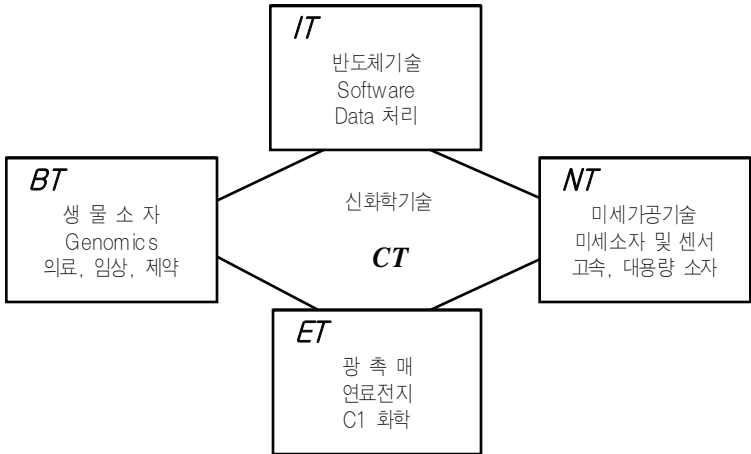 IT
반도체기술
Software
Data 처리
BT
생 물 소 자
Genomics
의료, 임상, 제약
신화학기술
CT
NT
미세가공기술
미세소자 및 센서
고속, 대용량 소자
ET
광 촉 매
연료전지
C1 화학